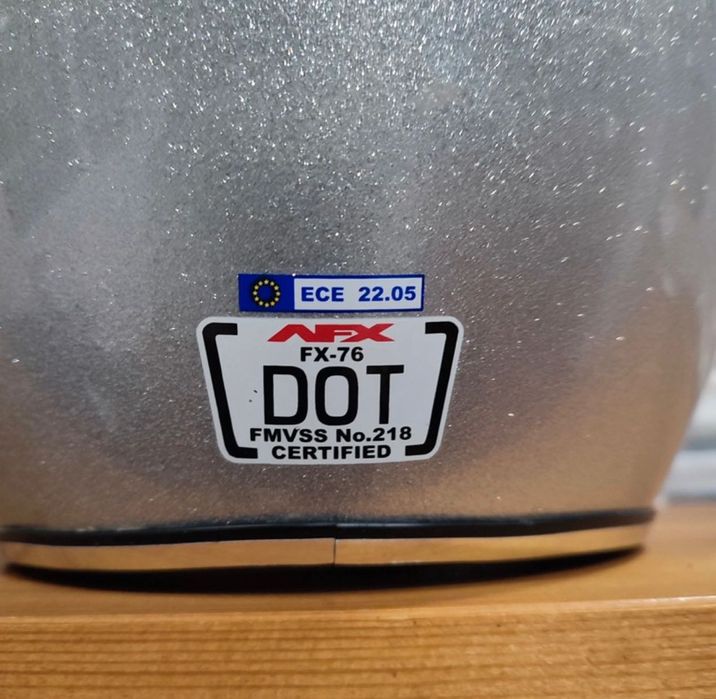 ECE 22.05
AFX
FX-76
DOT
FMVSS No.218
CERTIFIED